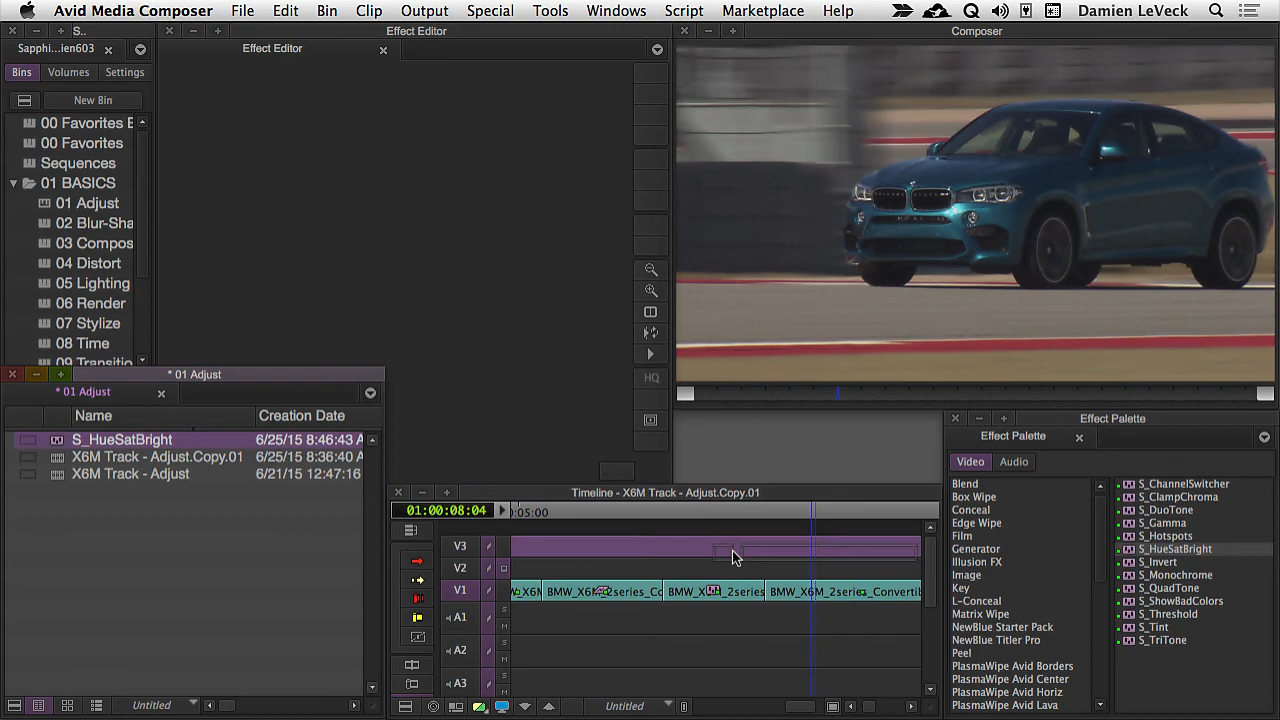 Avid Media Composer File Edit Bin Clip Output Special Tools Windows Script Marketplace Help Damien LeVeck
S.. Effect Editor Composer
Sapphi...ien603 Effect Editor
Bins Volumes Settings
New Bin
00 Favorites E
00 Favorites
Sequences
01 BASICS
01 Adjust
02 Blur-Sha
03 Compos
04 Distort
05 Lighting
06 Render
07 Stylize
08 Time
09 Transitio
HQ
* 01 Adjust
* 01 Adjust
Name Creation Date
S_HueSatBright 6/25/15 8:46:43 A
X6M Track - Adjust.Copy.01 6/25/15 8:36:40 A
X6M Track - Adjust 6/21/15 12:47:16
Untitled
Timeline - X6M Track - Adjust.Copy.01
01:00:08:04 0:05:00
V3
V2
V1 BMW_X6M_2series_Cc BMW_X6M_2series BMW_X6M_2series_Converti
A1 S M
A2 S M
A3 S M
Untitled
Effect Palette
Effect Palette
Video Audio
Blend S_ChannelSwitcher
Box Wipe S_ClampChroma
Conceal S_DuoTone
Edge Wipe S_Gamma
Film S_Hotspots
Generator S_HueSatBright
Illusion FX S_Invert
Image S_Monochrome
Key S_QuadTone
L-Conceal S_ShowBadColors
Matrix Wipe S_Threshold
NewBlue Starter Pack S_Tint
NewBlue Titler Pro S_TriTone
Peel
PlasmaWipe Avid Borders
PlasmaWipe Avid Center
PlasmaWipe Avid Horiz
PlasmaWipe Avid Lava